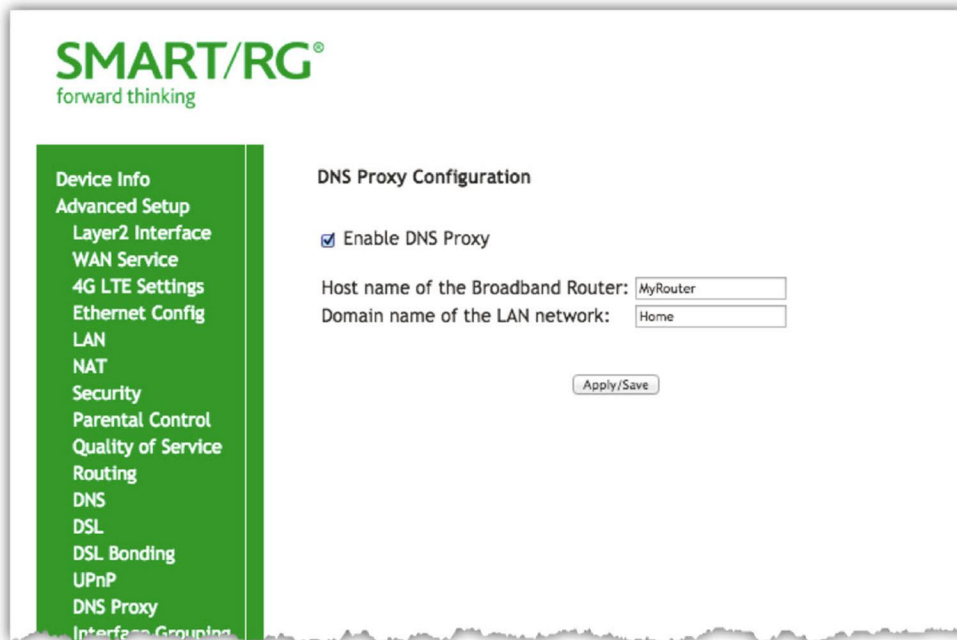 SMART/RG®
forward thinking
Device Info
Advanced Setup
Layer2 Interface
WAN Service
4G LTE Settings
Ethernet Config
LAN
NAT
Security
Parental Control
Quality of Service
Routing
DNS
DSL
DSL Bonding
UPnP
DNS Proxy
Interface Grouping
DNS Proxy Configuration
Enable DNS Proxy
Host name of the Broadband Router: MyRouter
Domain name of the LAN network: Home
Apply/Save